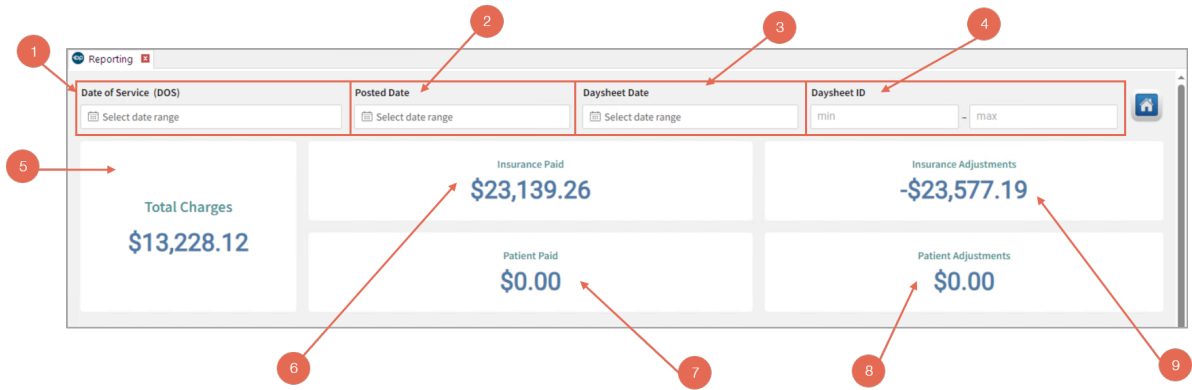 1
2
3
4
Reporting
Date of Service (DOS)
Posted Date
Daysheet Date
Daysheet ID
Select date range
Select date range
Select date range
min
-
max
5
Total Charges
$13,228.12
Insurance Paid
$23,139.26
Insurance Adjustments
-$23,577.19
Patient Paid
$0.00
Patient Adjustments
$0.00
6
7
8
9